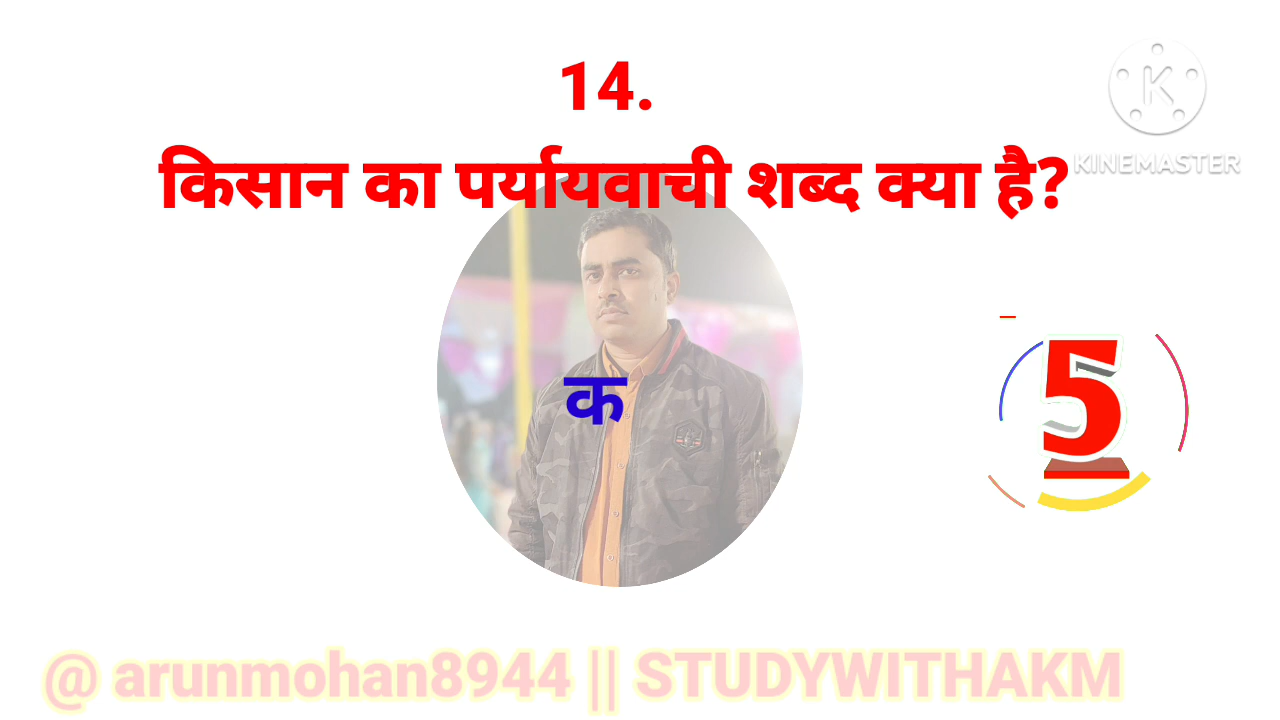 14.
किसान का पर्यायवाची शब्द क्या है?
K
KINEMASTER
क
5
@ arunmohan8944 || STUDYWITHAKM